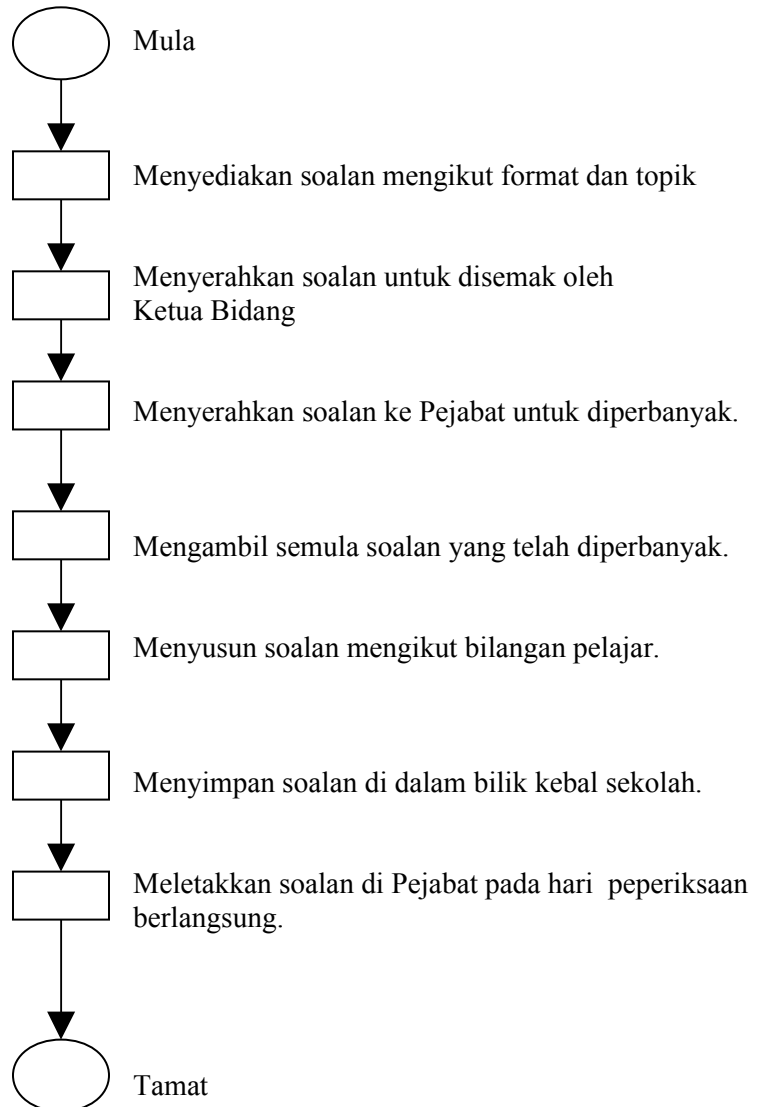 Mula
Menyediakan soalan mengikut format dan topik
Menyerahkan soalan untuk disemak oleh
Ketua Bidang
Menyerahkan soalan ke Pejabat untuk diperbanyak.
Mengambil semula soalan yang telah diperbanyak.
Menyusun soalan mengikut bilangan pelajar.
Menyimpan soalan di dalam bilik kebal sekolah.
Meletakkan soalan di Pejabat pada hari  peperiksaan
berlangsung.
Tamat